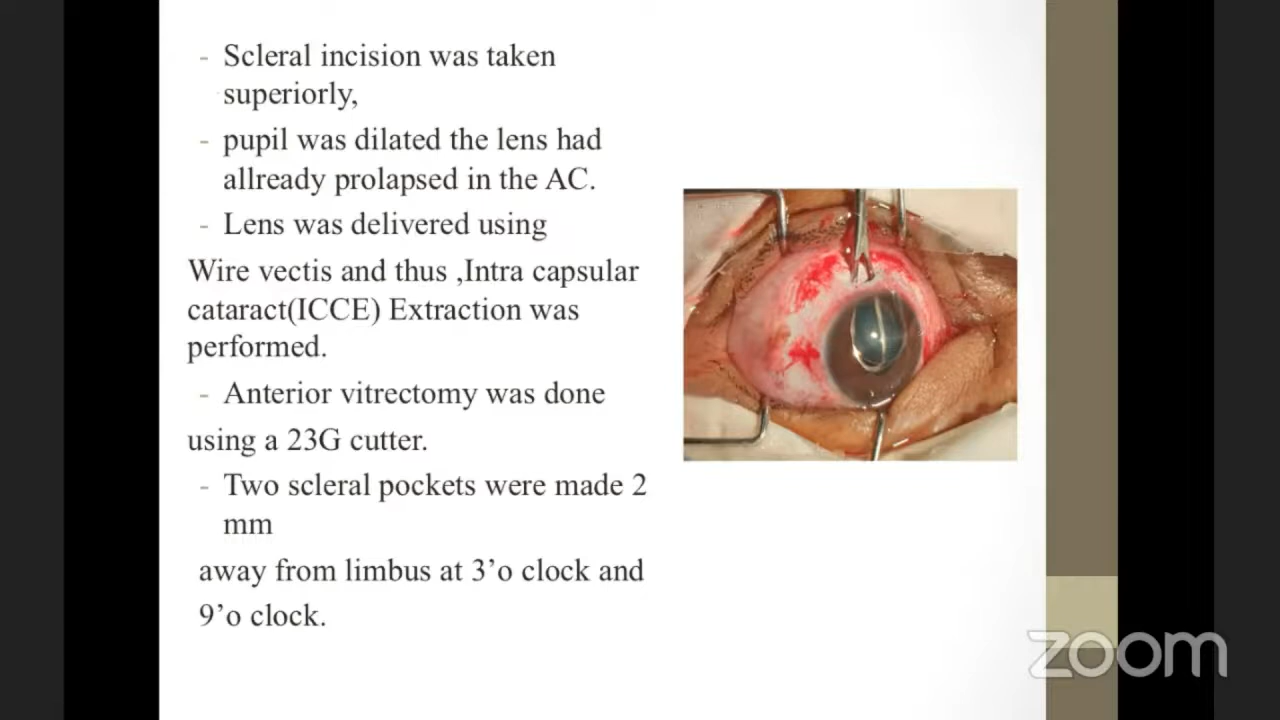 - Scleral incision was taken
superiorly,
- pupil was dilated the lens had
allready prolapsed in the AC.
- Lens was delivered using
Wire vectis and thus ,Intra capsular
cataract(ICCE) Extraction was
performed.
- Anterior vitrectomy was done
using a 23G cutter.
- Two scleral pockets were made 2
mm
away from limbus at 3’o clock and
9’o clock.
zoom